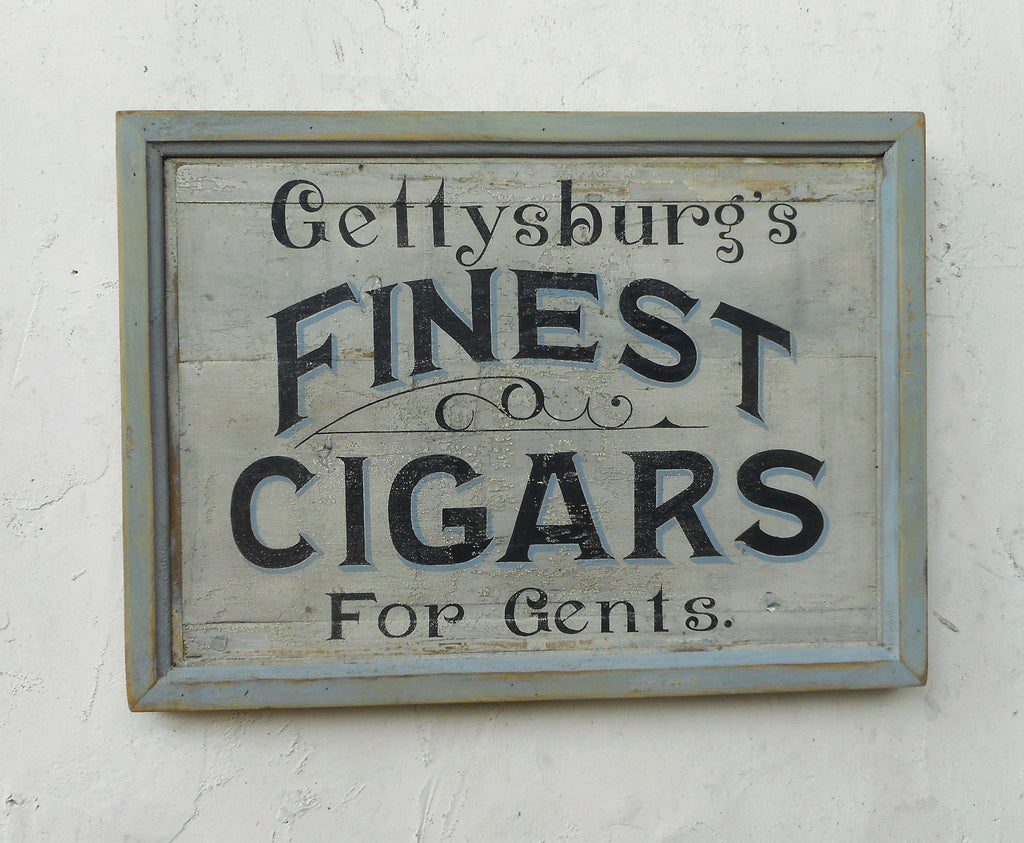 Gettysburg's
FINEST
CIGARS
For Gents.